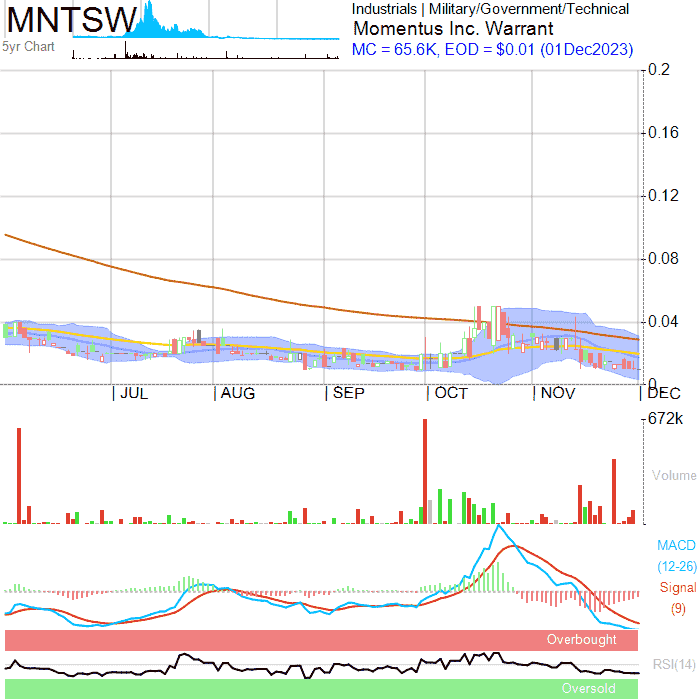 MNTSW
5yr Chart
Industrials | Military/Government/Technical
Momentus Inc. Warrant
MC = 65.6K, EOD = $0.01 (01Dec2023)
0.2
0.16
0.12
0.08
0.04
0
JUL AUG SEP OCT NOV DEC
672k
Volume
MACD
(12-26)
Signal
(9)
Overbought
RSI(14)
Oversold